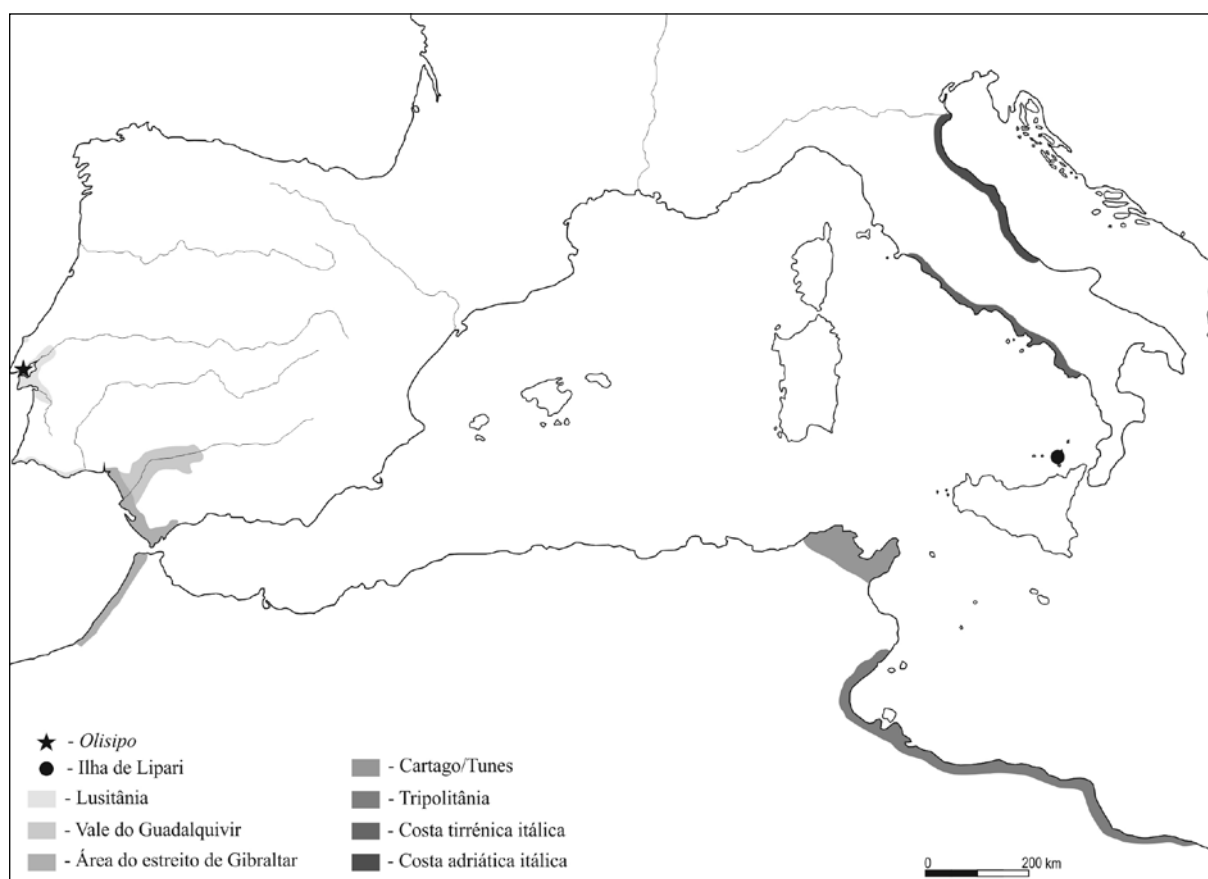 - Olisipo
- Ilha de Lipari
- Lusitânia
- Vale do Guadalquivir
- Área do estreito de Gibraltar
- Cartago/Tunes
- Tripolitânia
- Costa tirrénica itálica
- Costa adriática itálica
0 200 km